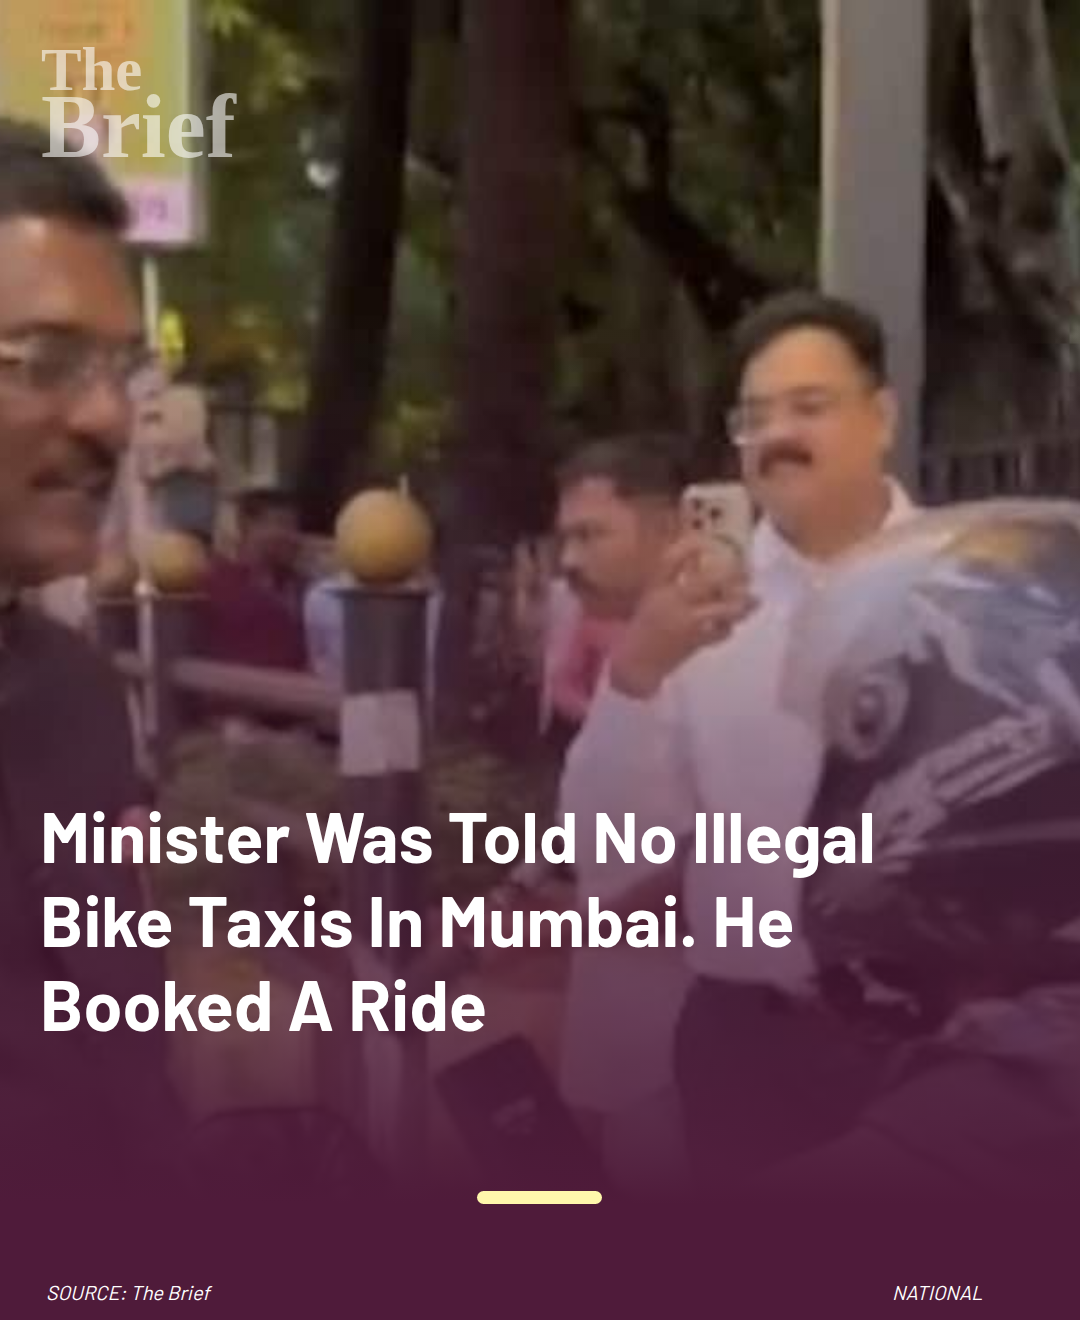 The
Brief
Minister Was Told No Illegal
Bike Taxis In Mumbai. He
Booked A Ride
SOURCE: The Brief
NATIONAL